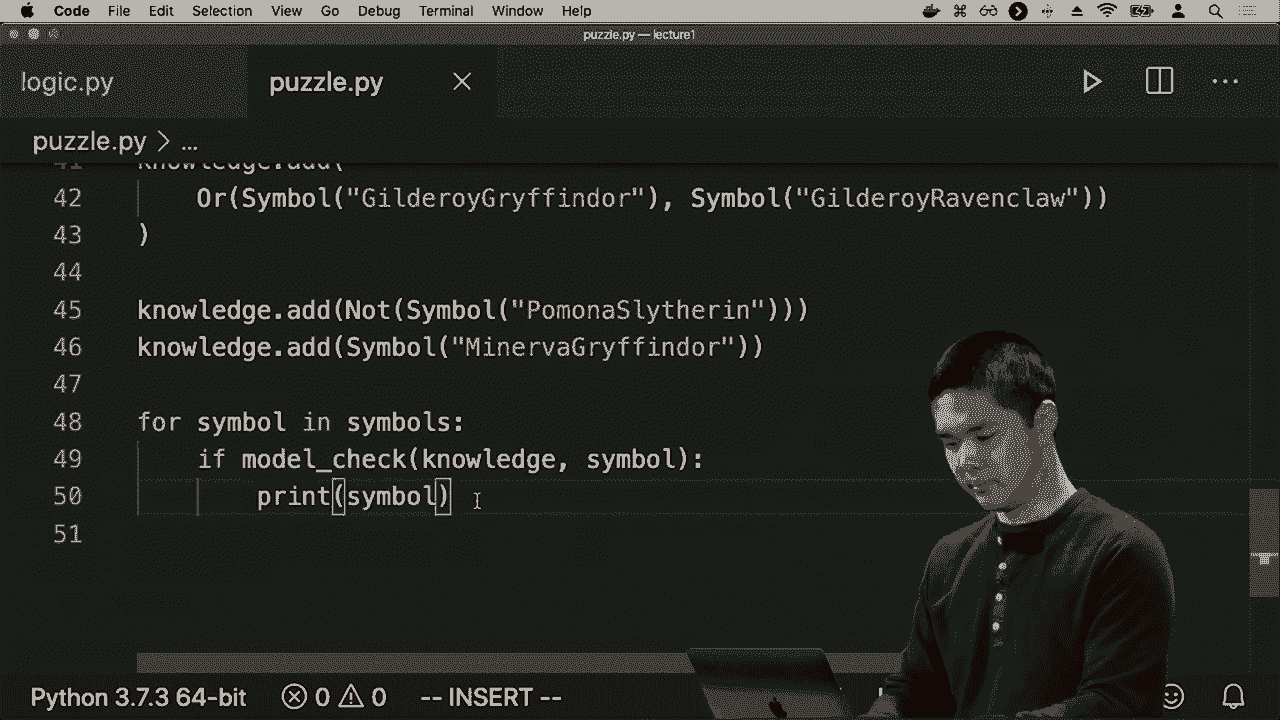 Code File Edit Selection View Go Debug Terminal Window Help
puzzle.py — lecture1
logic.py puzzle.py
puzzle.py > ...
41 knowledge.add(
42 Or(Symbol("GilderoyGryffindor"), Symbol("GilderoyRavenclaw"))
43 )
44
45 knowledge.add(Not(Symbol("PomonaSlytherin")))
46 knowledge.add(Symbol("MinervaGryffindor"))
47
48 for symbol in symbols:
49 if model_check(knowledge, symbol):
50 print(symbol)
51
Python 3.7.3 64-bit 0 0 -- INSERT --